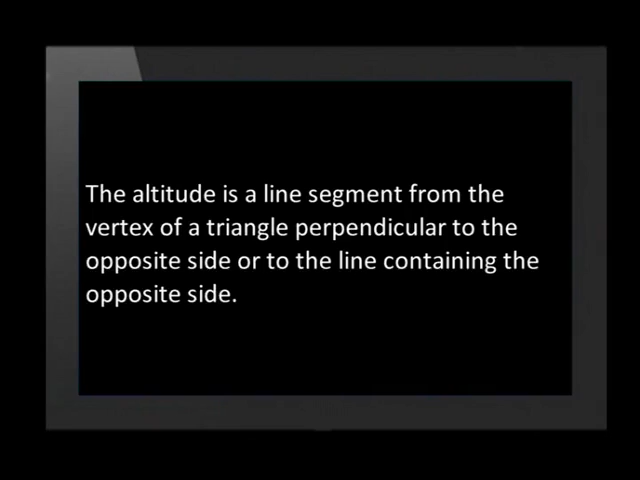 The altitude is a line segment from the
vertex of a triangle perpendicular to the
opposite side or to the line containing the
opposite side.